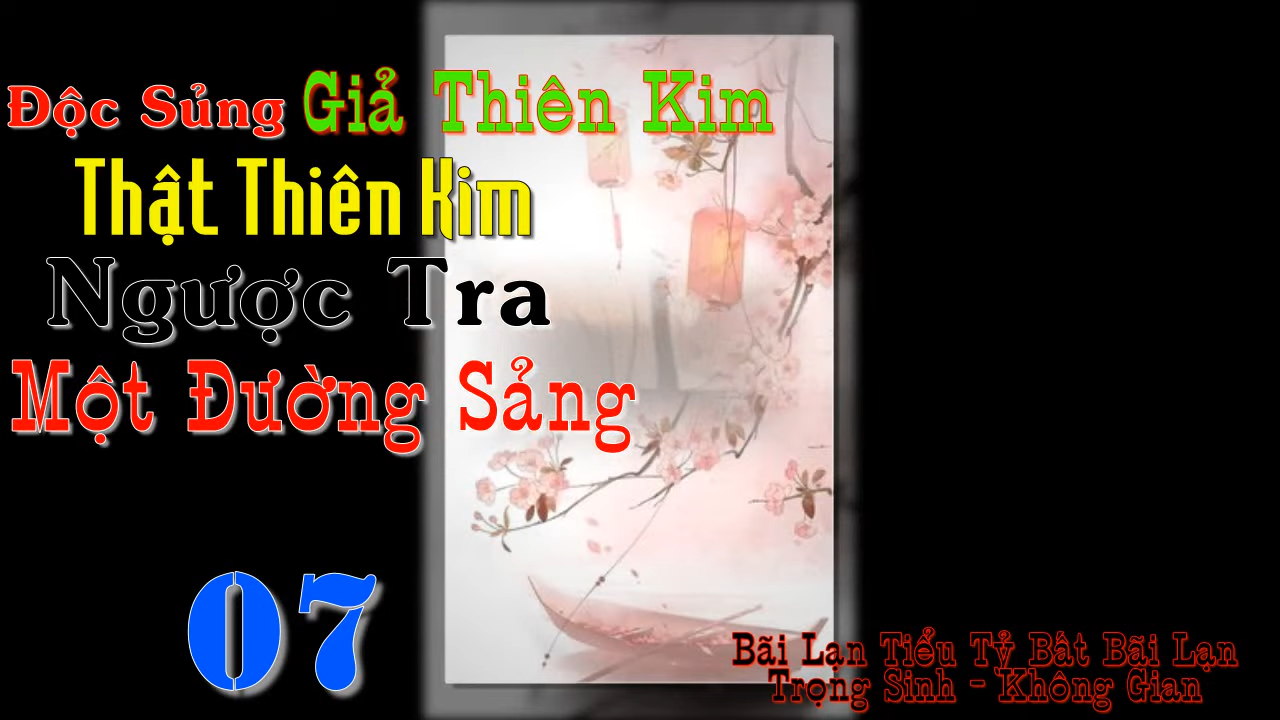 Độc Sủng Giả Thiên Kim
Thật Thiên Kim
Ngược Tra
Một Đường Sảng
07
Bãi Lạn Tiểu Tỷ Bât Bãi Lạn
Trọng Sinh - Không Gian